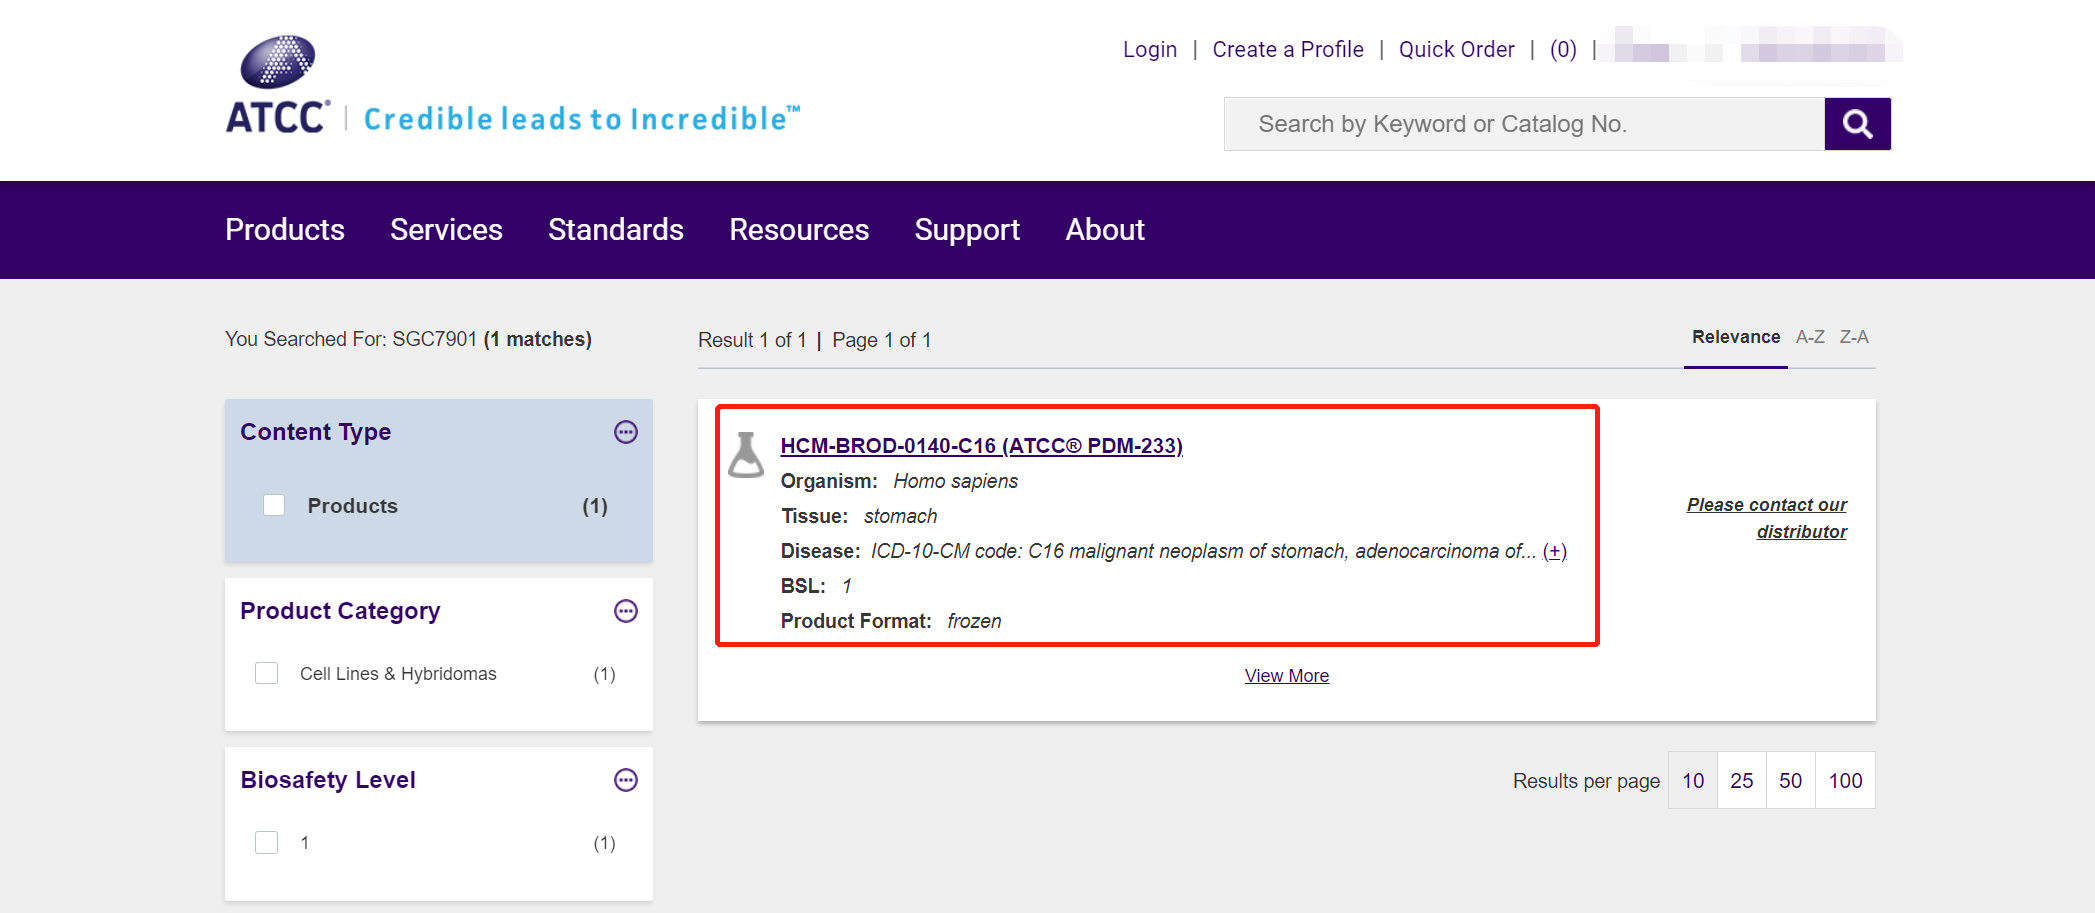 Login | Create a Profile | Quick Order | (0) |
ATCC® | Credible leads to Incredible™
Search by Keyword or Catalog No.
Products Services Standards Resources Support About
You Searched For: SGC7901 (1 matches)
Result 1 of 1 | Page 1 of 1
Relevance A-Z Z-A
Content Type
Products (1)
Product Category
Cell Lines & Hybridomas (1)
Biosafety Level
1 (1)
HCM-BROD-0140-C16 (ATCC® PDM-233)
Organism: Homo sapiens
Tissue: stomach
Disease: ICD-10-CM code: C16 malignant neoplasm of stomach, adenocarcinoma of... (+)
BSL: 1
Product Format: frozen
Please contact our
distributor
View More
Results per page 10 25 50 100